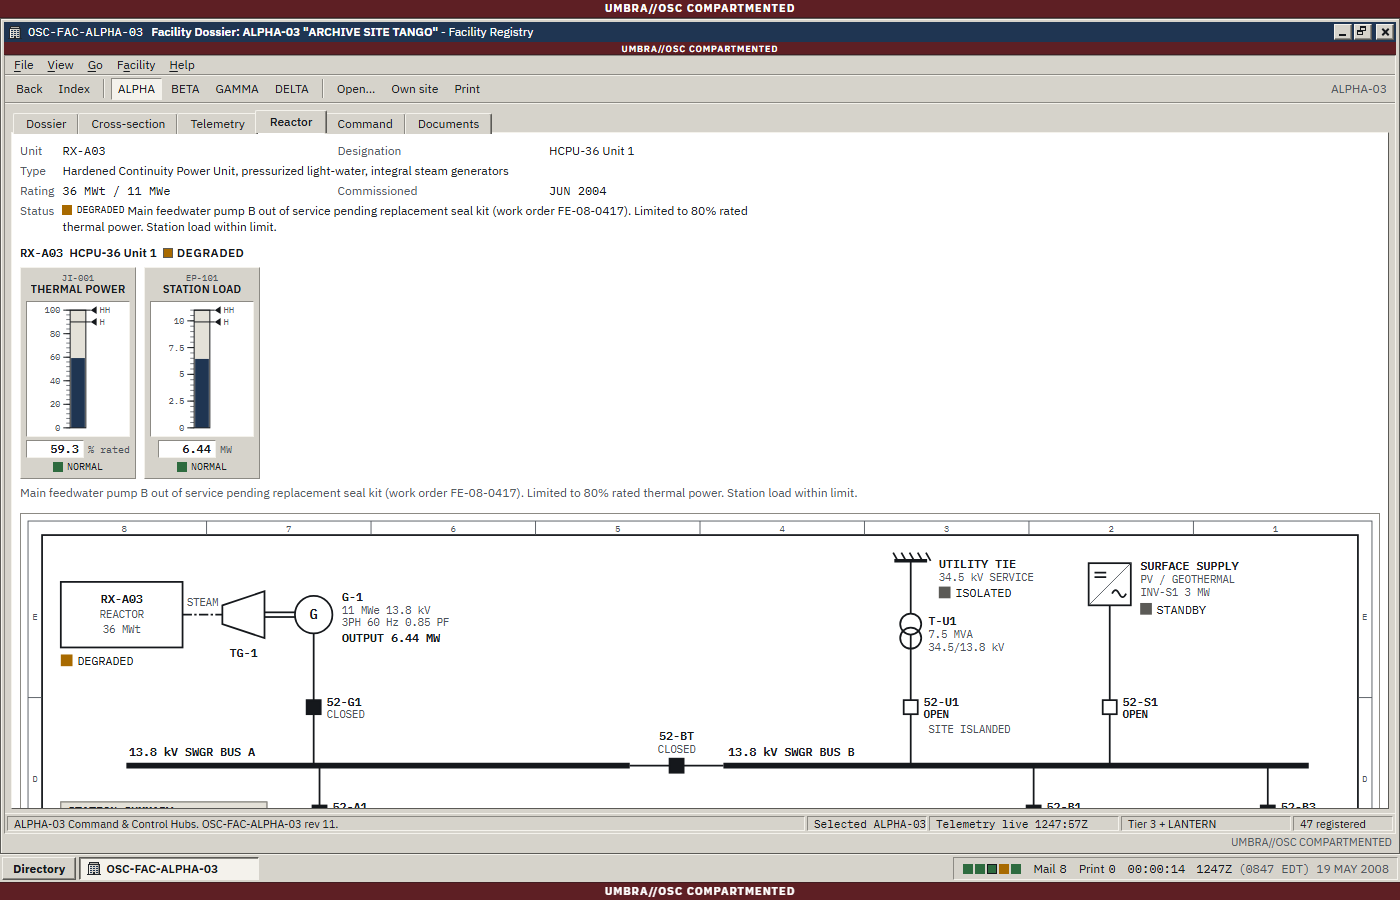 UMBRA//OSC COMPARTMENTED
OSC-FAC-ALPHA-03 Facility Dossier: ALPHA-03 "ARCHIVE SITE TANGO" - Facility Registry
UMBRA//OSC COMPARTMENTED
File View Go Facility Help
Back Index ALPHA BETA GAMMA DELTA Open... Own site Print ALPHA-03
Dossier Cross-section Telemetry Reactor Command Documents
Unit RX-A03 Designation HCPU-36 Unit 1
Type Hardened Continuity Power Unit, pressurized light-water, integral steam generators
Rating 36 MWt / 11 MWe Commissioned JUN 2004
Status DEGRADED Main feedwater pump B out of service pending replacement seal kit (work order FE-08-0417). Limited to 80% rated
thermal power. Station load within limit.
RX-A03 HCPU-36 Unit 1 DEGRADED
JI-001 EP-101
THERMAL POWER STATION LOAD
100 HH HH
H 10 H
80
7.5
60
5
40
2.5
20
0 0
59.3 % rated 6.44 MW
NORMAL NORMAL
Main feedwater pump B out of service pending replacement seal kit (work order FE-08-0417). Limited to 80% rated thermal power. Station load within limit.
8 7 6 5 4 3 2 1
UTILITY TIE
34.5 kV SERVICE
ISOLATED
SURFACE SUPPLY
PV / GEOTHERMAL
INV-S1 3 MW
STANDBY
RX-A03
REACTOR
36 MWt
DEGRADED
STEAM
TG-1
G
G-1
11 MWe 13.8 kV
3PH 60 Hz 0.85 PF
OUTPUT 6.44 MW
E E
T-U1
7.5 MVA
34.5/13.8 kV
52-G1
CLOSED
52-U1
OPEN
SITE ISLANDED
52-S1
OPEN
52-BT
CLOSED
13.8 kV SWGR BUS A
13.8 kV SWGR BUS B
D D
52-A1 52-B1 52-B3
ALPHA-03 Command & Control Hubs. OSC-FAC-ALPHA-03 rev 11. Selected ALPHA-03 Telemetry live 1247:57Z Tier 3 + LANTERN 47 registered
UMBRA//OSC COMPARTMENTED
Directory OSC-FAC-ALPHA-03 Mail 8 Print 0 00:00:14 1247Z (0847 EDT) 19 MAY 2008
UMBRA//OSC COMPARTMENTED